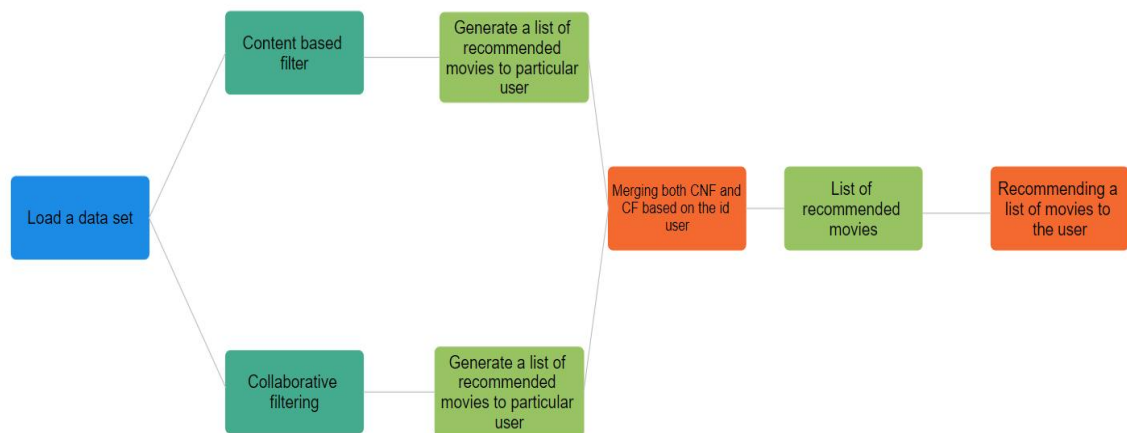 Load a data set
Content based
filter
Generate a list of
recommended
movies to particular
user
Collaborative
filtering
Generate a list of
recommended
movies to particular
user
Merging both CNF and
CF based on the id
user
List of
recommended
movies
Recommending a
list of movies to
the user